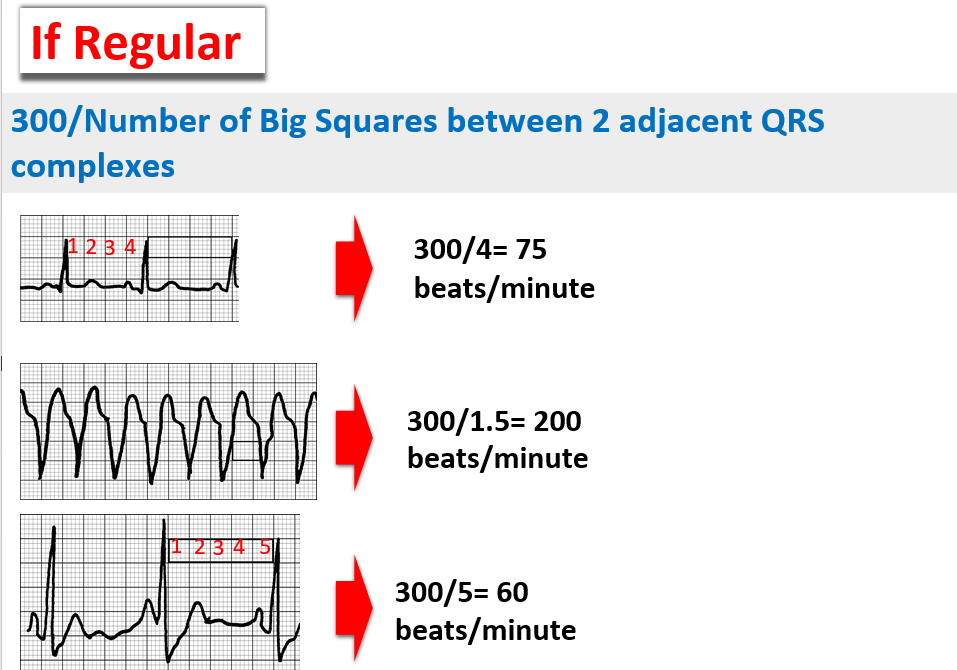 If Regular
300/Number of Big Squares between 2 adjacent QRS
complexes
1 2 3 4
300/4= 75
beats/minute
300/1.5= 200
beats/minute
1 2 3 4 5
300/5= 60
beats/minute